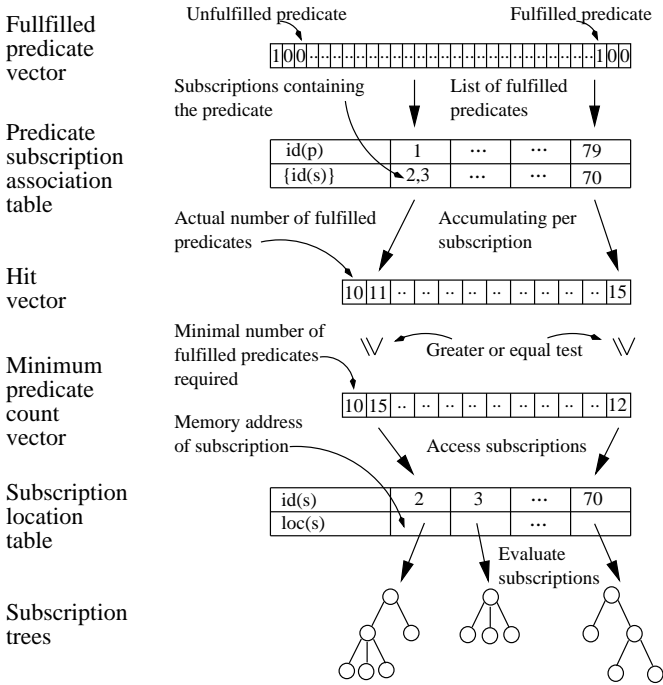 Unfulfilled predicate
Fulfilled predicate
Fullfilled
predicate
vector
1 0 0 ·· ·· ·· ·· ·· ·· ·· ·· ·· ·· ·· ·· ·· ·· ·· ·· ·· ·· ·· ·· ·· ·· ·· ·· 1 0 0
Subscriptions containing
the predicate
List of fulfilled
predicates
Predicate
subscription
association
table
id(p) 1 ... ... 79
{id(s)} 2,3 ... ... 70
Actual number of fulfilled
predicates
Accumulating per
subscription
Hit
vector
10 11 ·· ·· ·· ·· ·· ·· ·· ·· ·· 15
Minimal number of
fulfilled predicates
required
Greater or equal test
Minimum
predicate
count
vector
10 15 ·· ·· ·· ·· ·· ·· ·· ·· ·· 12
Memory address
of subscription
Access subscriptions
Subscription
location
table
id(s) 2 3 ... 70
loc(s) ...
Evaluate
subscriptions
Subscription
trees